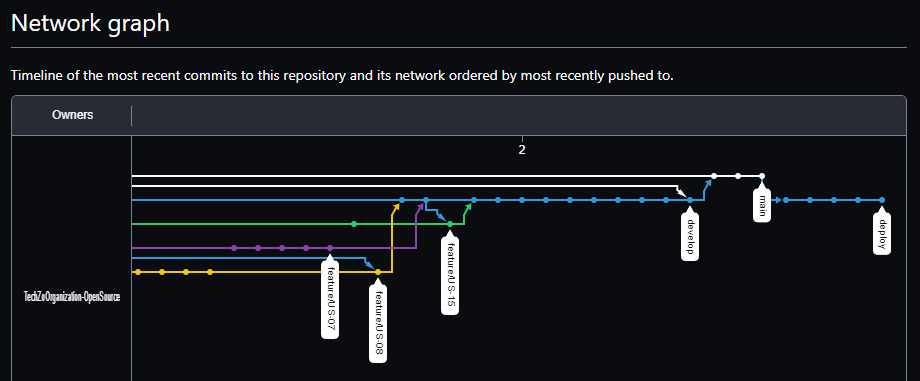 Network graph
Timeline of the most recent commits to this repository and its network ordered by most recently pushed to.
Owners
2
main
develop
deploy
feature/US-15
feature/US-07
feature/US-08
TechZoOrganization-OpenSource